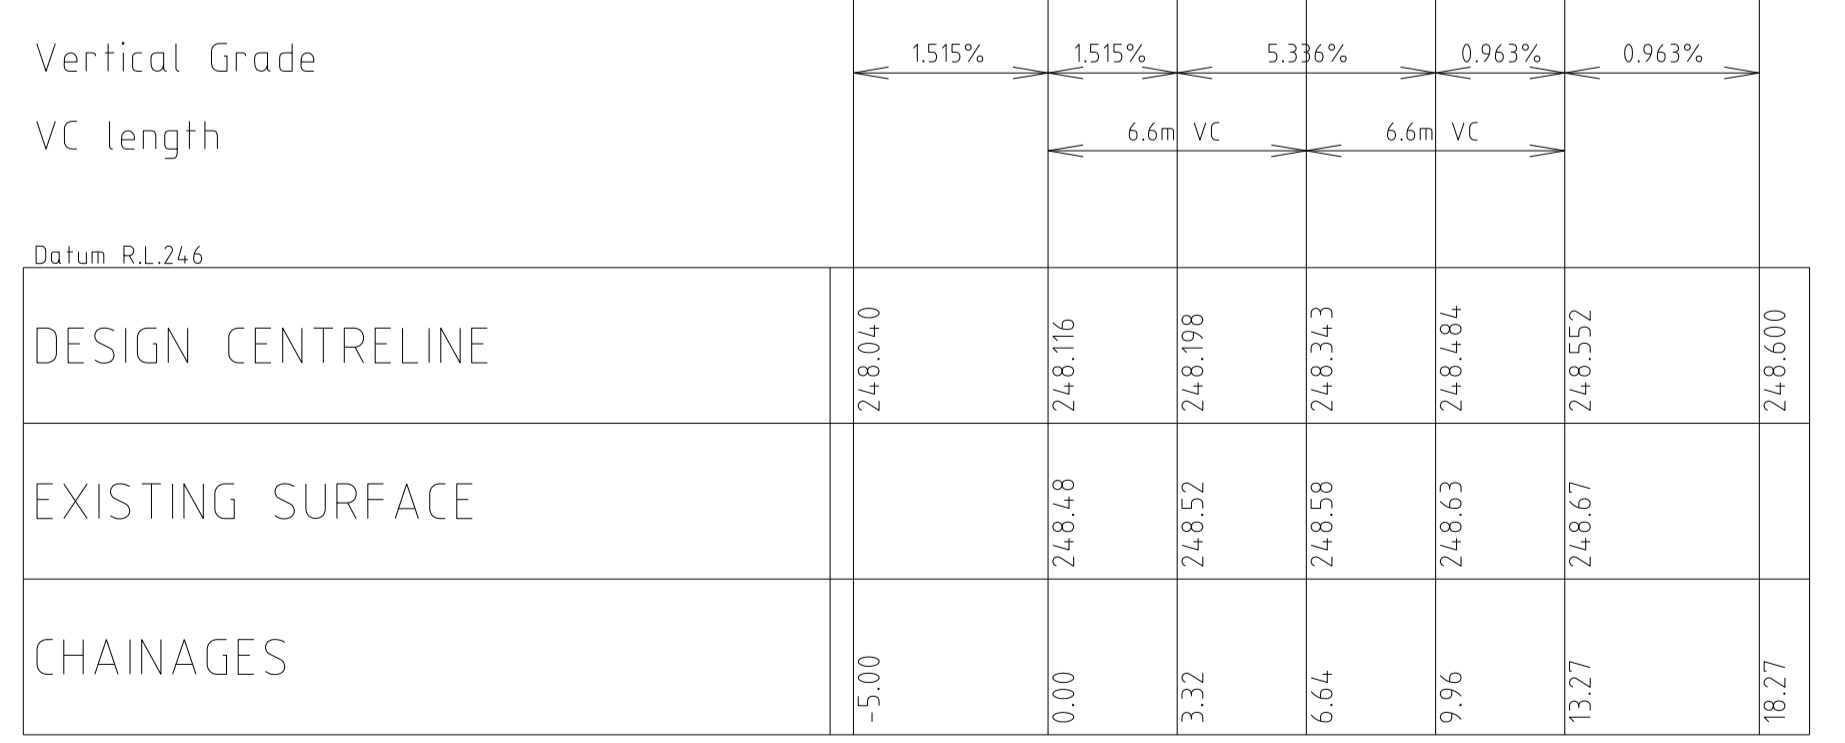 Vertical Grade 1.515% 1.515% 5.336% 0.963% 0.963%
VC length 6.6m VC 6.6m VC
Datum R.L.246
DESIGN CENTRELINE 248.040 248.116 248.198 248.343 248.484 248.552 248.600
EXISTING SURFACE 248.48 248.52 248.58 248.63 248.67
CHAINAGES -5.00 0.00 3.32 6.64 9.96 13.27 18.27